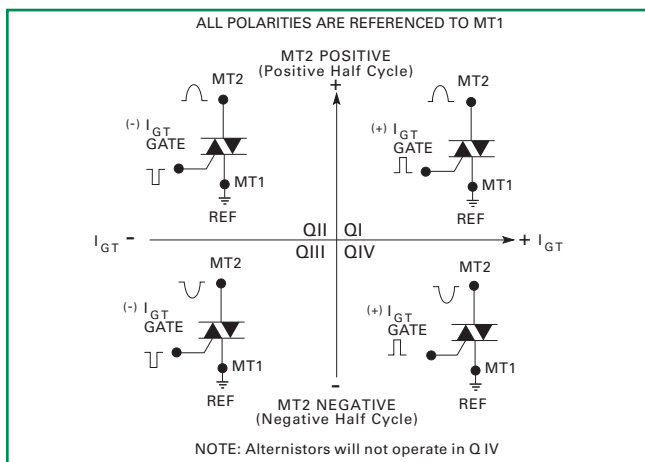 ALL POLARITIES ARE REFERENCED TO MT1
MT2 POSITIVE
(Positive Half Cycle)
+
MT2
(-) IGT
GATE
MT1
REF
MT2
(+) IGT
GATE
MT1
REF
IGT -
QII
QI
QIII
QIV
+ IGT
MT2
(-) IGT
GATE
MT1
REF
MT2
(+) IGT
GATE
MT1
REF
-
MT2 NEGATIVE
(Negative Half Cycle)
NOTE: Alternistors will not operate in Q IV